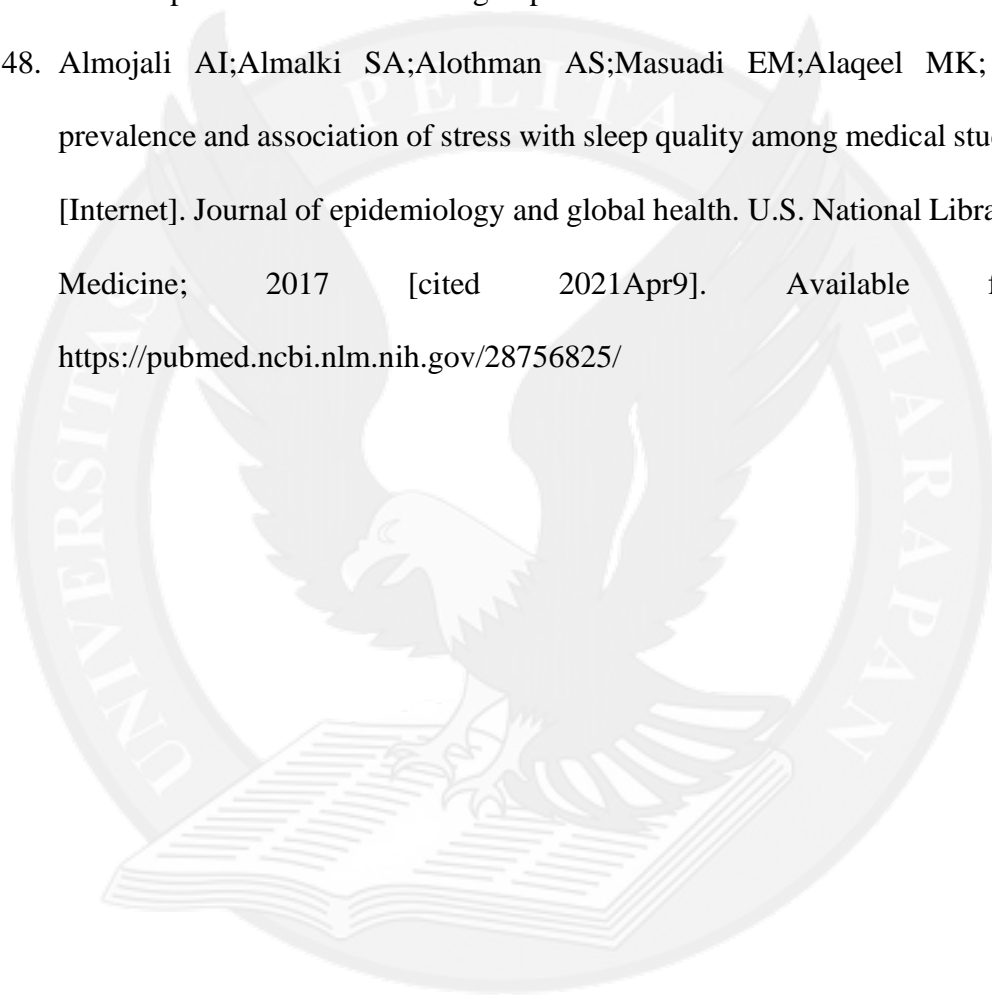 48. Almojali AI;Almalki SA;Alothman AS;Masuadi EM;Alaqeel MK;
prevalence and association of stress with sleep quality among medical
[Internet]. Journal of epidemiology and global health. U.S. National
Medicine; 2017 [cited 2021Apr9]. Available
https://pubmed.ncbi.nlm.nih.gov/28756825/
UNIVERSITAS PELITA HARAPAN